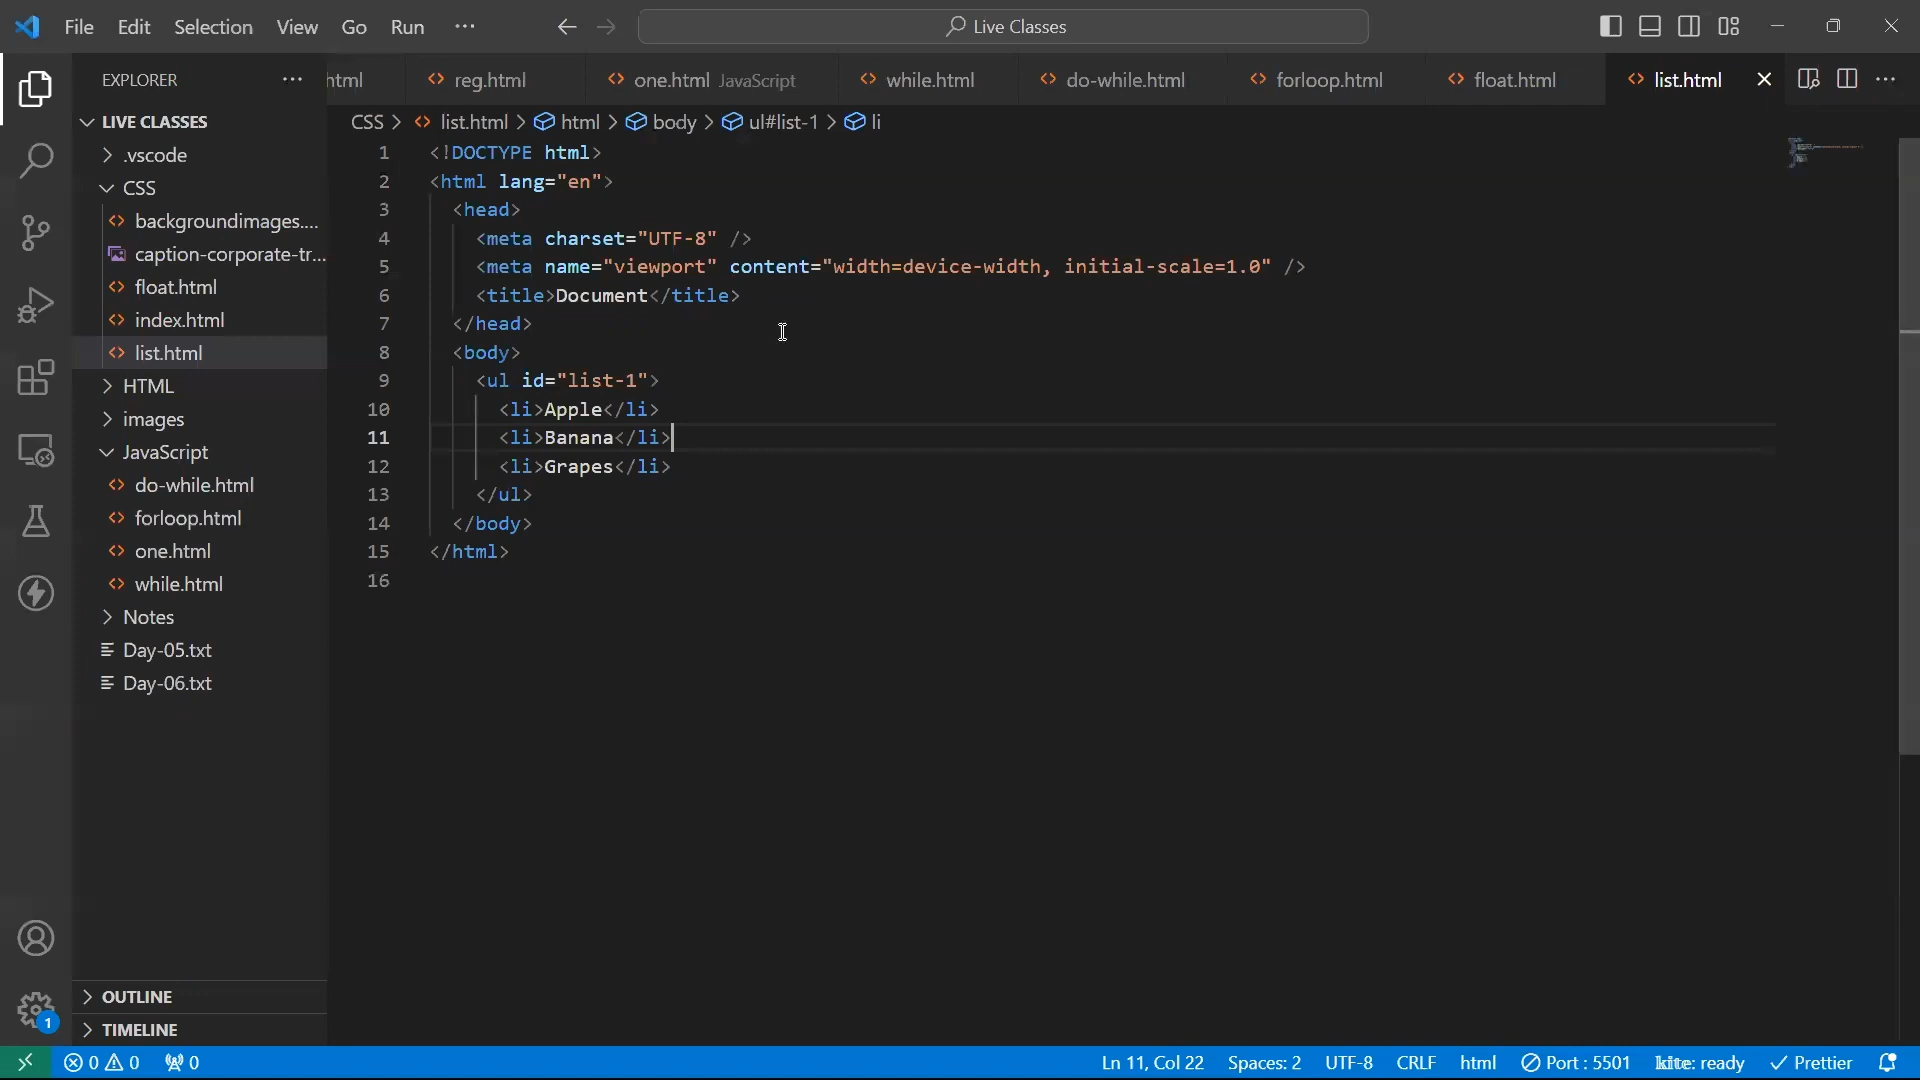 File Edit View Selection Go Run ··· Live Classes
EXPLORER ···
LIVE CLASSES
.vscode
CSS
backgroundimages....
caption-corporate-tr...
float.html
index.html
list.html
HTML
images
JavaScript
do-while.html
forloop.html
one.html
while.html
Notes
Day-05.txt
Day-06.txt
OUTLINE
TIMELINE
html reg.html one.html JavaScript while.html do-while.html forloop.html float.html list.html
CSS > list.html > html > body > ul#list-1 > li
1 <!DOCTYPE html>
2 <html lang="en">
3 <head>
4 <meta charset="UTF-8" />
5 <meta name="viewport" content="width=device-width, initial-scale=1.0" />
6 <title>Document</title>
7 </head>
8 <body>
9 <ul id="list-1">
10 <li>Apple</li>
11 <li>Banana</li>
12 <li>Grapes</li>
13 </ul>
14 </body>
15 </html>
16
1
0 0 0 Ln 11, Col 22 Spaces: 2 UTF-8 CRLF html Port : 5501 kite: ready Prettier